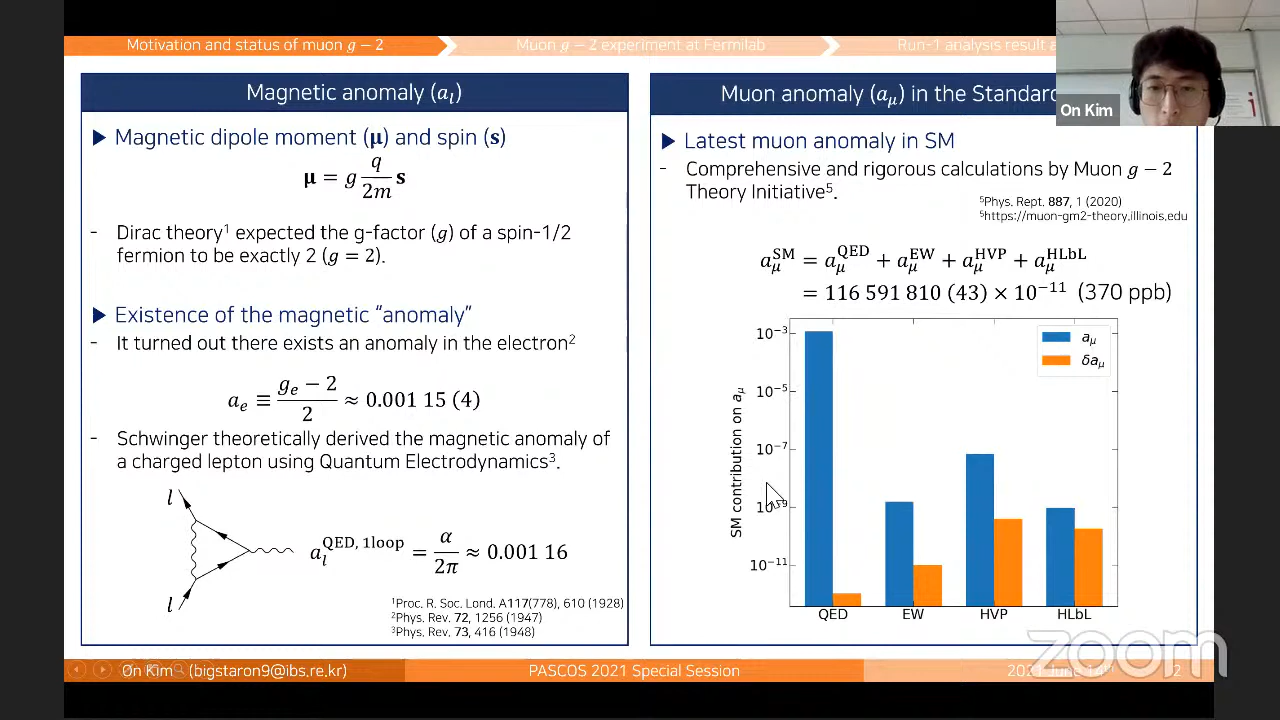 Motivation and status of muon g − 2
Muon g − 2 experiment at Fermilab
Run-1 analysis result a
On Kim
Magnetic anomaly (aₗ)
▶ Magnetic dipole moment (μ) and spin (s)
μ = g q/2m s
- Dirac theory¹ expected the g-factor (g) of a spin-1/2
fermion to be exactly 2 (g = 2).
▶ Existence of the magnetic "anomaly"
- It turned out there exists an anomaly in the electron²
aₑ ≡ (gₑ − 2)/2 ≈ 0.001 15 (4)
- Schwinger theoretically derived the magnetic anomaly of
a charged lepton using Quantum Electrodynamics³.
l
l
aₗ^QED, 1loop = α/2π ≈ 0.001 16
¹Proc. R. Soc. Lond. A117(778), 610 (1928)
²Phys. Rev. 72, 1256 (1947)
³Phys. Rev. 73, 416 (1948)
Muon anomaly (a_μ) in the Standar
▶ Latest muon anomaly in SM
- Comprehensive and rigorous calculations by Muon g − 2
Theory Initiative⁵.
⁵Phys. Rept. 887, 1 (2020)
⁵https://muon-gm2-theory.illinois.edu
a_μ^SM = a_μ^QED + a_μ^EW + a_μ^HVP + a_μ^HLbL
= 116 591 810 (43) × 10⁻¹¹ (370 ppb)
SM contribution on a_μ
10⁻³
10⁻⁵
10⁻⁷
10⁻⁹
10⁻¹¹
a_μ
δa_μ
QED
EW
HVP
HLbL
On Kim (bigstaron9@ibs.re.kr)
PASCOS 2021 Special Session
2021 June 14th
2
zoom